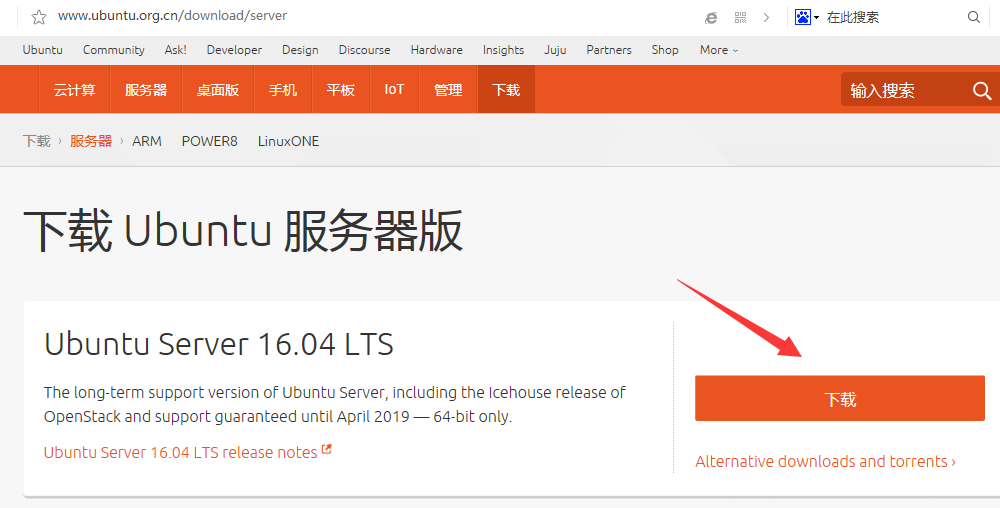 www.ubuntu.org.cn/download/server
在此搜索
Ubuntu Community Ask! Developer Design Discourse Hardware Insights Juju Partners Shop More
云计算 服务器 桌面版 手机 平板 IoT 管理 下载 输入搜索
下载 › 服务器 › ARM POWER8 LinuxONE
下载 Ubuntu 服务器版
Ubuntu Server 16.04 LTS
The long-term support version of Ubuntu Server, including the Icehouse release of
OpenStack and support guaranteed until April 2019 — 64-bit only.
Ubuntu Server 16.04 LTS release notes
下载
Alternative downloads and torrents ›